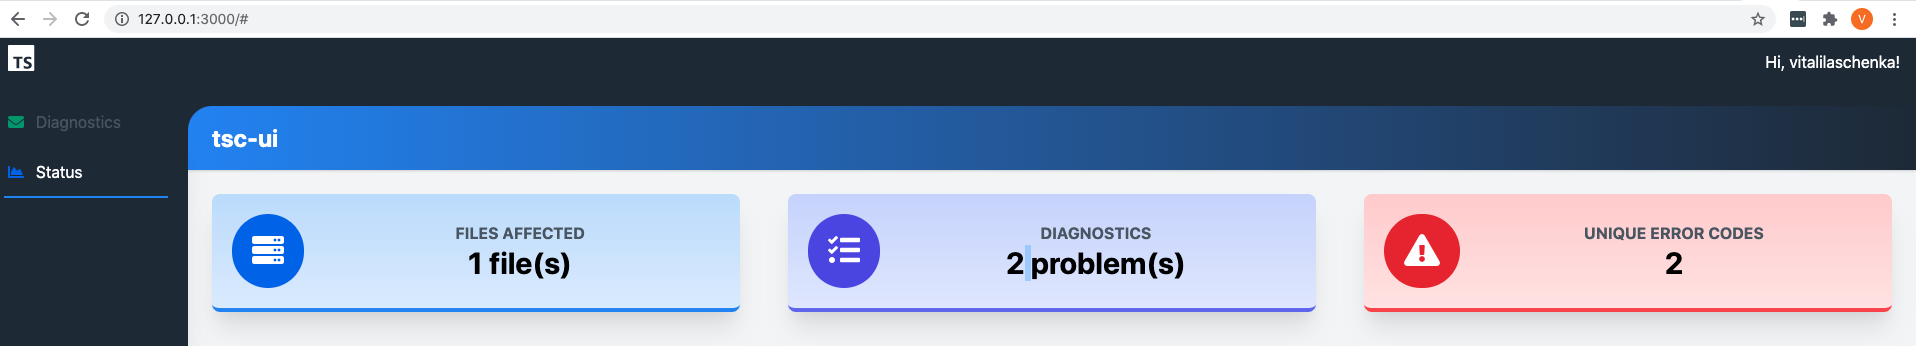 127.0.0.1:3000/#
V
TS
Hi, vitalilaschenka!
Diagnostics
tsc-ui
Status
FILES AFFECTED
1 file(s)
DIAGNOSTICS
2 problem(s)
UNIQUE ERROR CODES
2